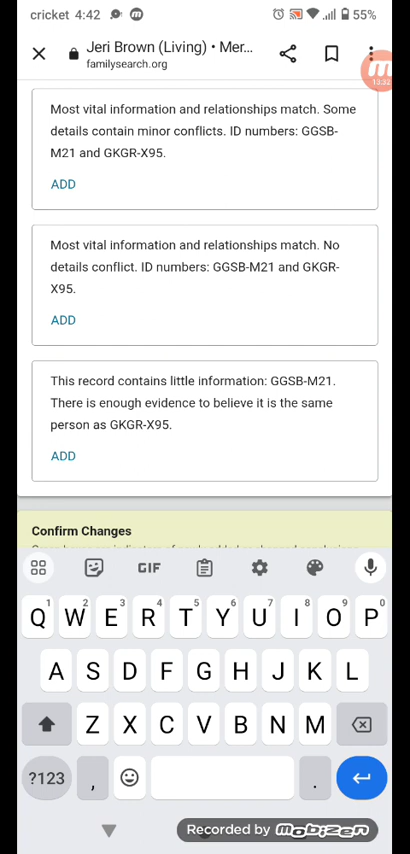 cricket 4:42 55%
Jeri Brown (Living) • Mer...
familysearch.org
13:32
Most vital information and relationships match. Some
details contain minor conflicts. ID numbers: GGSB-
M21 and GKGR-X95.
ADD
Most vital information and relationships match. No
details conflict. ID numbers: GGSB-M21 and GKGR-
X95.
ADD
This record contains little information: GGSB-M21.
There is enough evidence to believe it is the same
person as GKGR-X95.
ADD
Confirm Changes
GIF
Q W E R T Y U I O P
1 2 3 4 5 6 7 8 9 0
A S D F G H J K L
Z X C V B N M
?123 , .
Recorded by mobizen